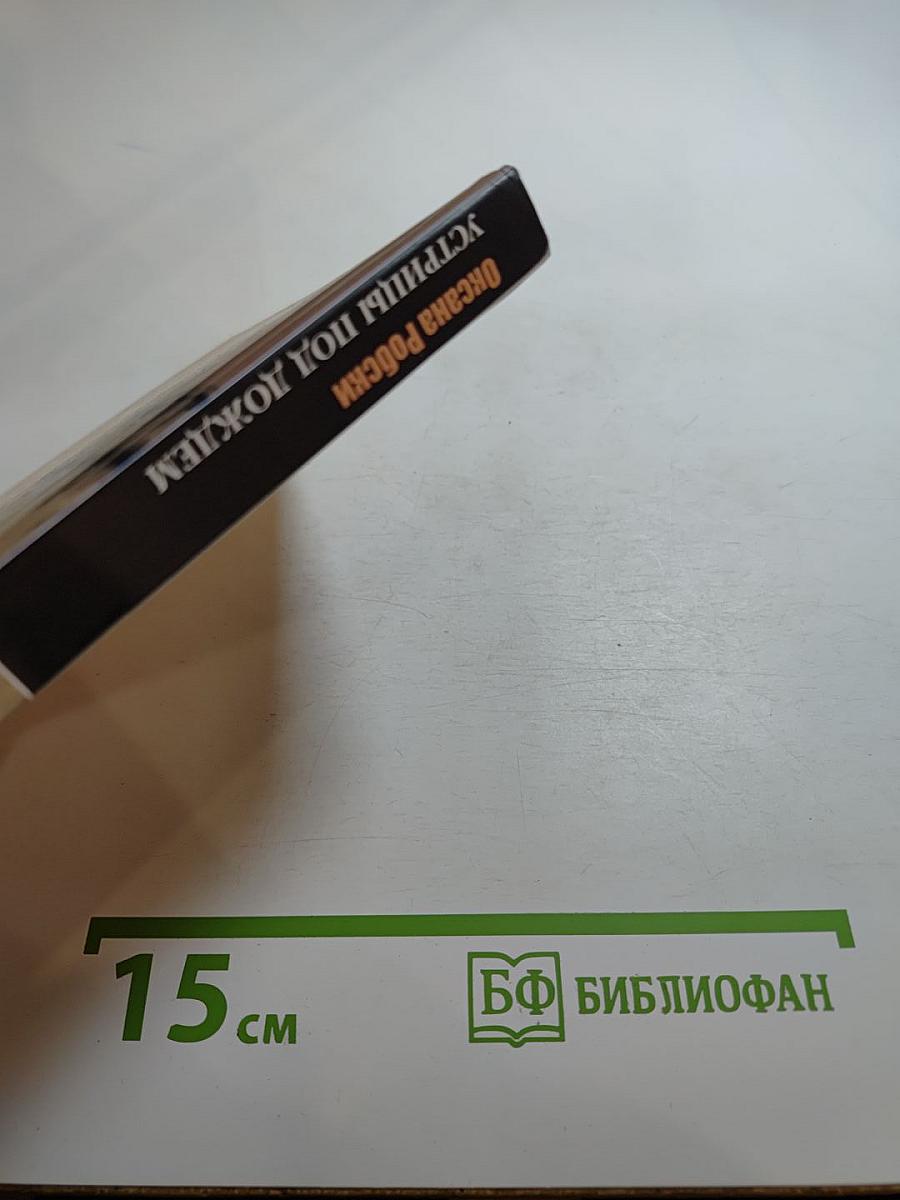 Оксана Робски
УСТРИЦЫ ПОД ДОЖДЕМ
15 см
БФ БИБЛИОФАН